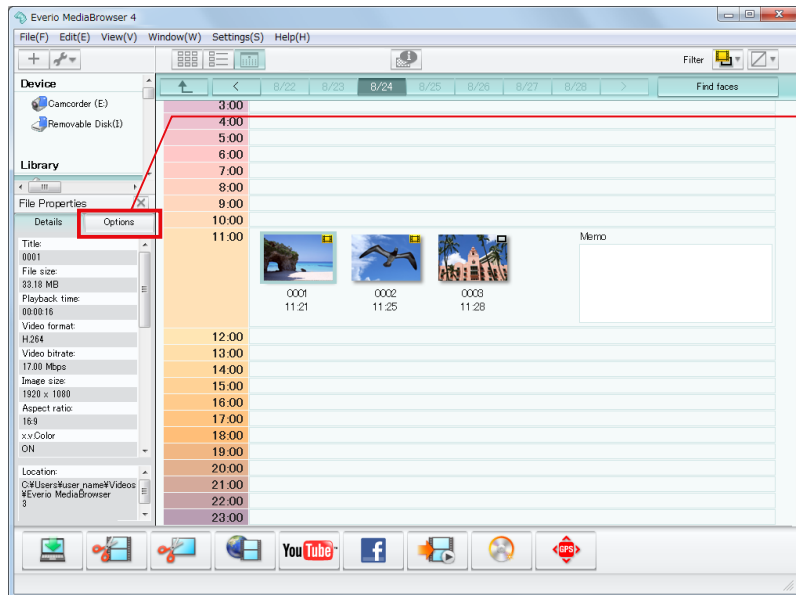 Everio MediaBrowser 4
File(F) Edit(E) View(V) Window(W) Settings(S) Help(H)
Filter
Device
Camcorder (E:)
Removable Disk(I)
Library
8/22 8/23 8/24 8/25 8/26 8/27 8/28
Find faces
File Properties
Details Options
Title:
0001
File size:
33.18 MB
Playback time:
00:00:16
Video format:
H.264
Video bitrate:
17.00 Mbps
Image size:
1920 x 1080
Aspect ratio:
16:9
x.v.Color
ON
Location:
C:¥Users¥user_name¥Videos
¥Everio MediaBrowser
3
3:00
4:00
5:00
6:00
7:00
8:00
9:00
10:00
11:00
0001
11:21
0002
11:25
0003
11:28
Memo
12:00
13:00
14:00
15:00
16:00
17:00
18:00
19:00
20:00
21:00
22:00
23:00
YouTube
f
GPS